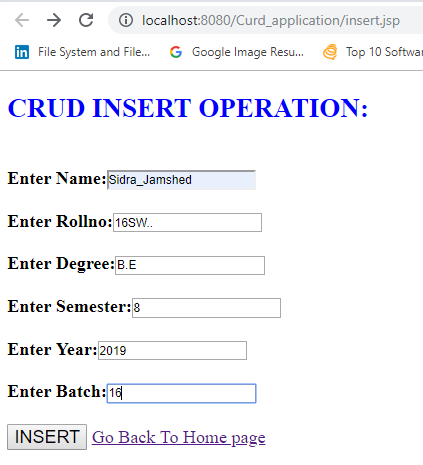 localhost:8080/Curd_application/insert.jsp
in File System and File... G Google Image Resu... Top 10 Softwar
CRUD INSERT OPERATION:
Enter Name:Sidra_Jamshed
Enter Rollno:16SW..
Enter Degree:B.E
Enter Semester:8
Enter Year:2019
Enter Batch:16
INSERT Go Back To Home page